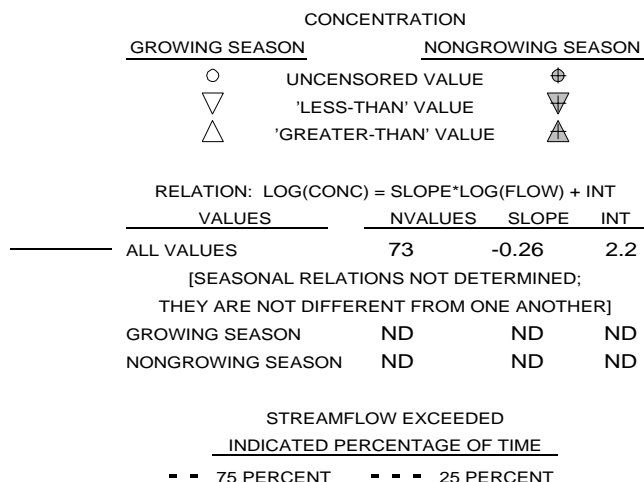 CONCENTRATION
GROWING SEASON NONGROWING SEASON
UNCENSORED VALUE
'LESS-THAN' VALUE
'GREATER-THAN' VALUE
RELATION: LOG(CONC) = SLOPE*LOG(FLOW) + INT
VALUES NVALUES SLOPE INT
ALL VALUES 73 -0.26 2.2
[SEASONAL RELATIONS NOT DETERMINED;
THEY ARE NOT DIFFERENT FROM ONE ANOTHER]
GROWING SEASON ND ND ND
NONGROWING SEASON ND ND ND
STREAMFLOW EXCEEDED
INDICATED PERCENTAGE OF TIME
75 PERCENT 25 PERCENT